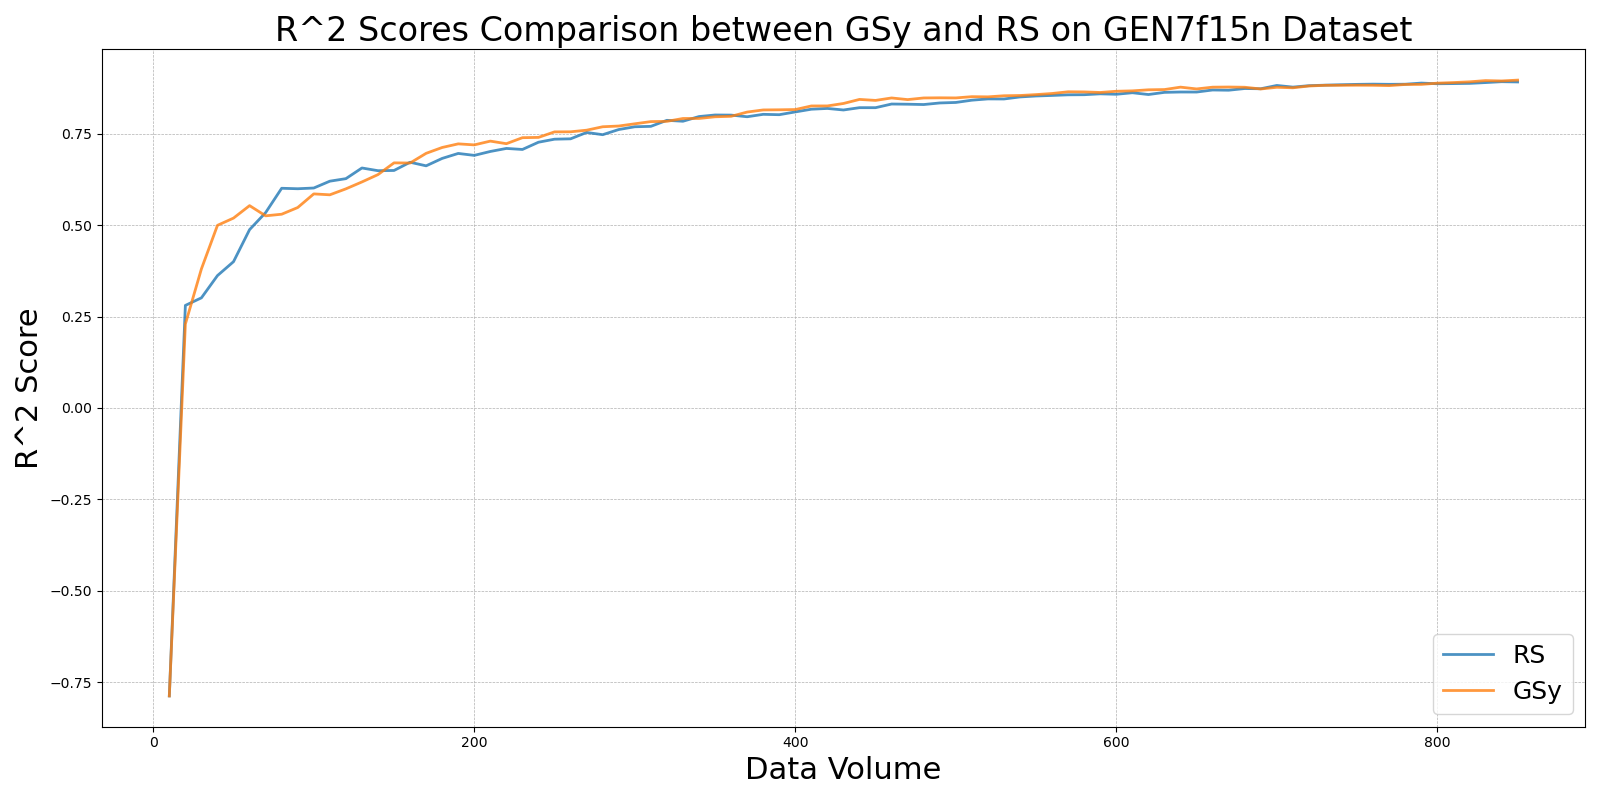 R^2 Scores Comparison between GSy and RS on GEN7f15n Dataset
R^2 Score
0.75
0.50
0.25
0.00
−0.25
−0.50
−0.75
RS
GSy
0 200 400 600 800
Data Volume